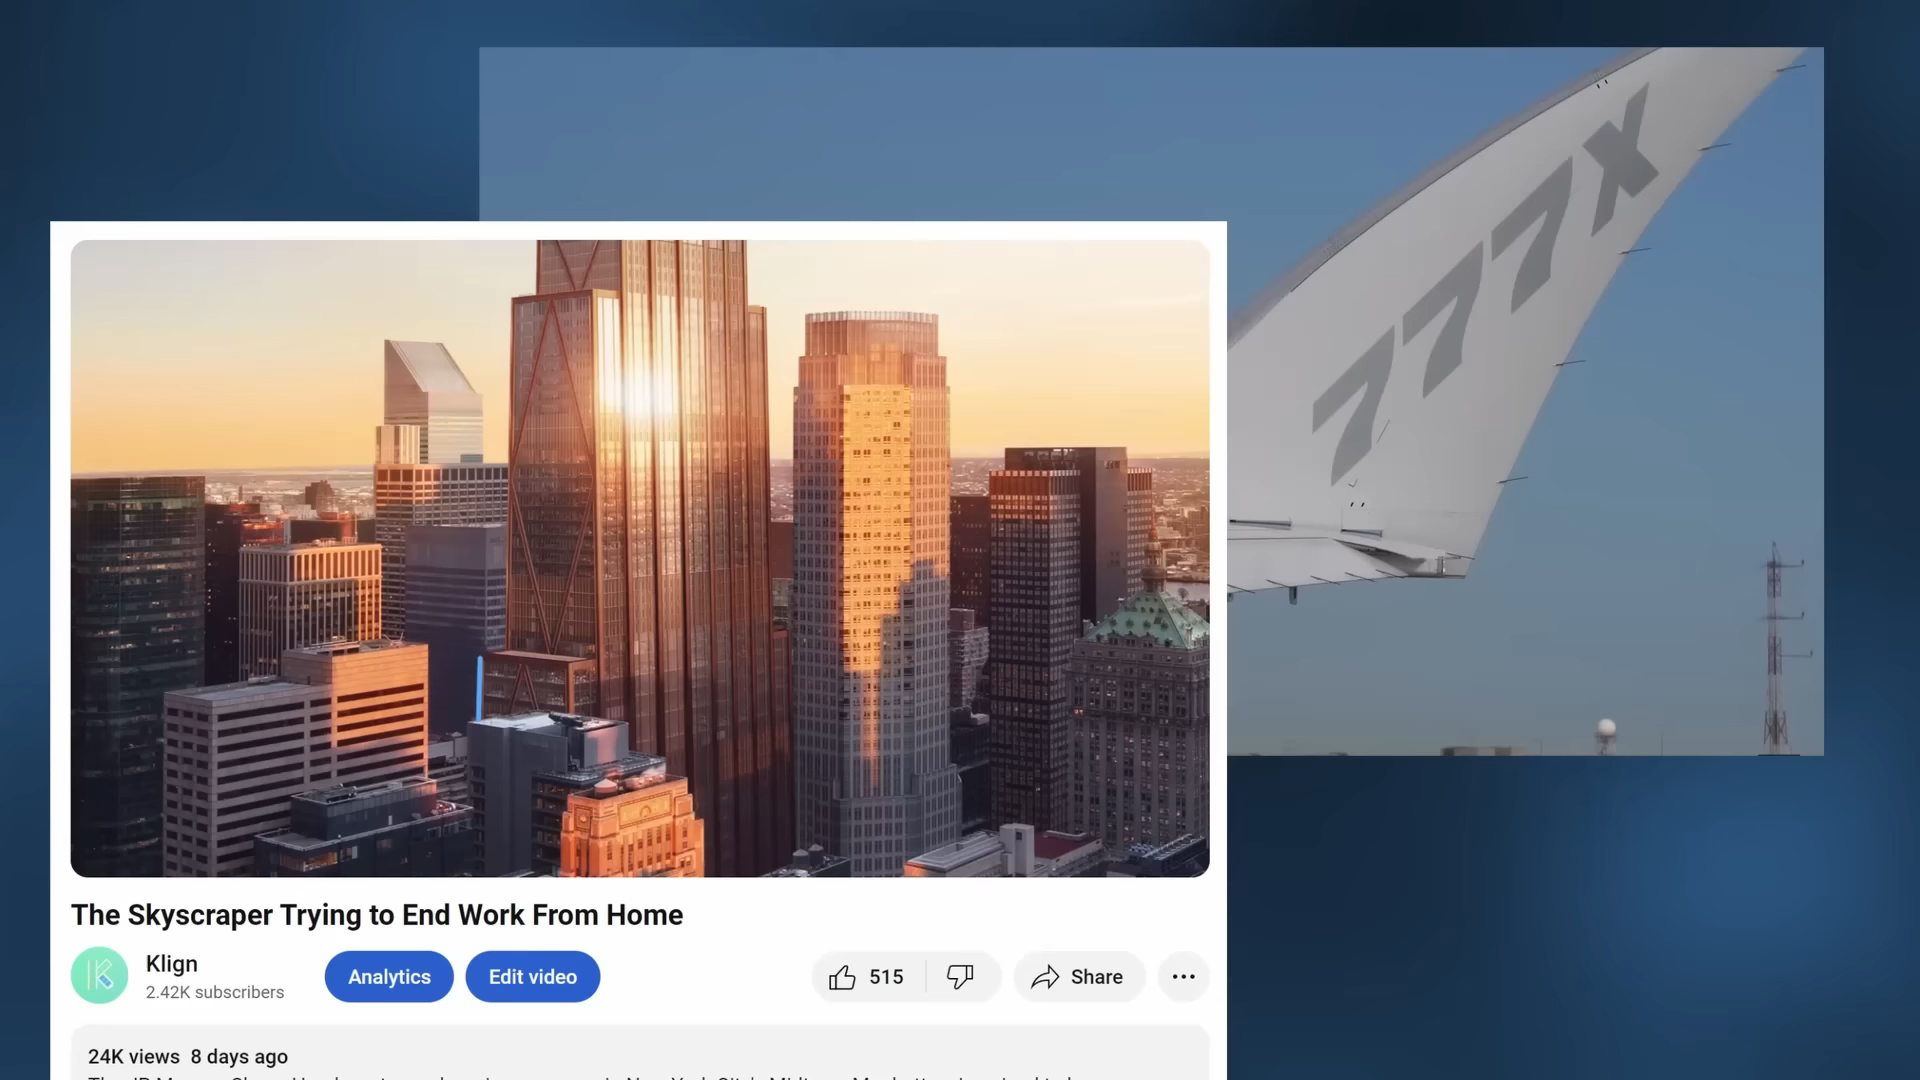 777X
The Skyscraper Trying to End Work From Home
Klign
2.42K subscribers
Analytics
Edit video
515
Share
24K views 8 days ago